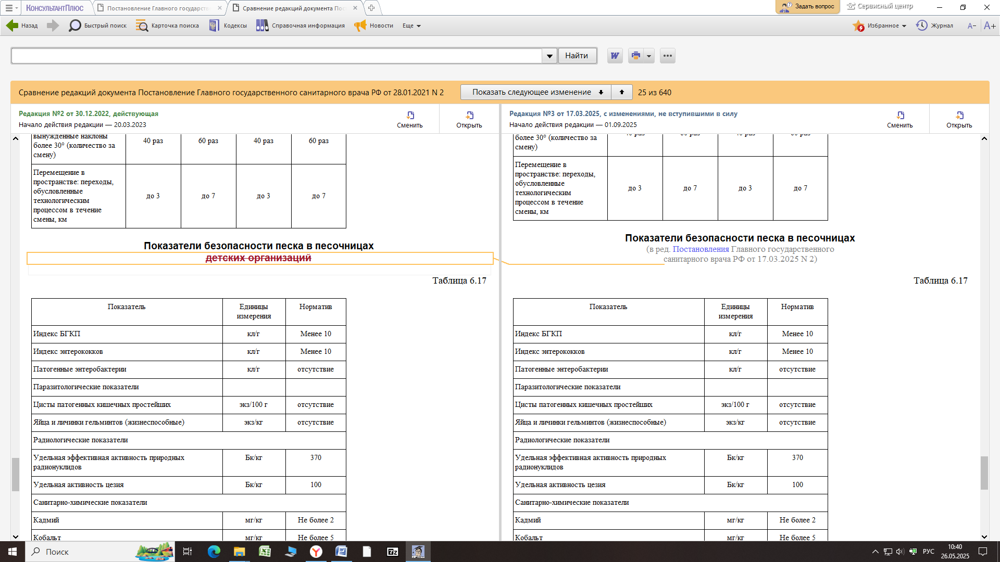 КонсультантПлюс
Постановление Главного государств
Сравнение редакций документа Пос
Задать вопрос
Сервисный центр
Назад
Быстрый поиск
Карточка поиска
Кодексы
Справочная информация
Новости
Еще
Избранное
Журнал
А−
А+
Найти
Сравнение редакций документа Постановление Главного государственного санитарного врача РФ от 28.01.2021 N 2
Показать следующее изменение
25 из 640
Редакция №2 от 30.12.2022, действующая
Начало действия редакции — 20.03.2023
Сменить
Открыть
Редакция №3 от 17.03.2025, с изменениями, не вступившими в силу
Начало действия редакции — 01.09.2025
Сменить
Открыть
вынужденные наклоны
более 30° (количество за
смену)
40 раз
60 раз
40 раз
60 раз
Перемещение в
пространстве: переходы,
обусловленные
технологическим
процессом в течение
смены, км
до 3
до 7
до 3
до 7
Показатели безопасности песка в песочницах
детских организаций
Таблица 6.17
Показатель
Единицы
измерения
Норматив
Индекс БГКП
кл/г
Менее 10
Индекс энтерококков
кл/г
Менее 10
Патогенные энтеробактерии
кл/г
отсутствие
Паразитологические показатели
Цисты патогенных кишечных простейших
экз/100 г
отсутствие
Яйца и личинки гельминтов (жизнеспособные)
экз/кг
отсутствие
Радиологические показатели
Удельная эффективная активность природных
радионуклидов
Бк/кг
370
Удельная активность цезия
Бк/кг
100
Санитарно-химические показатели
Кадмий
мг/кг
Не более 2
Кобальт
мг/кг
Не более 5
более 30° (количество за
смену)
40 раз
60 раз
40 раз
60 раз
Перемещение в
пространстве: переходы,
обусловленные
технологическим
процессом в течение
смены, км
до 3
до 7
до 3
до 7
Показатели безопасности песка в песочницах
(в ред. Постановления Главного государственного
санитарного врача РФ от 17.03.2025 N 2)
Таблица 6.17
Показатель
Единицы
измерения
Норматив
Индекс БГКП
кл/г
Менее 10
Индекс энтерококков
кл/г
Менее 10
Патогенные энтеробактерии
кл/г
отсутствие
Паразитологические показатели
Цисты патогенных кишечных простейших
экз/100 г
отсутствие
Яйца и личинки гельминтов (жизнеспособные)
экз/кг
отсутствие
Радиологические показатели
Удельная эффективная активность природных
радионуклидов
Бк/кг
370
Удельная активность цезия
Бк/кг
100
Санитарно-химические показатели
Кадмий
мг/кг
Не более 2
Кобальт
мг/кг
Не более 5
Поиск
7z
РУС
10:40
26.05.2025